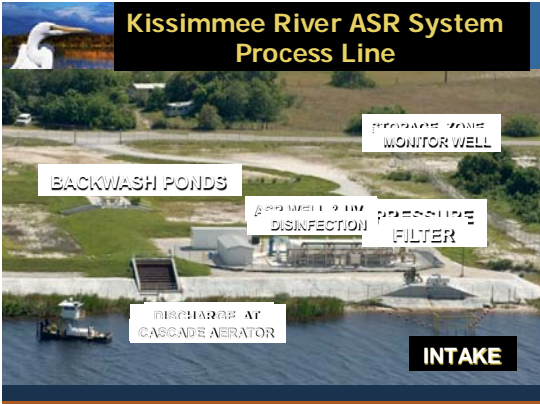 Kissimmee River ASR System
Process Line
STORAGE ZONE
MONITOR WELL
BACKWASH PONDS
ASR WELL & UV
DISINFECTION
PRESSURE
FILTER
DISCHARGE AT
CASCADE AERATOR
INTAKE